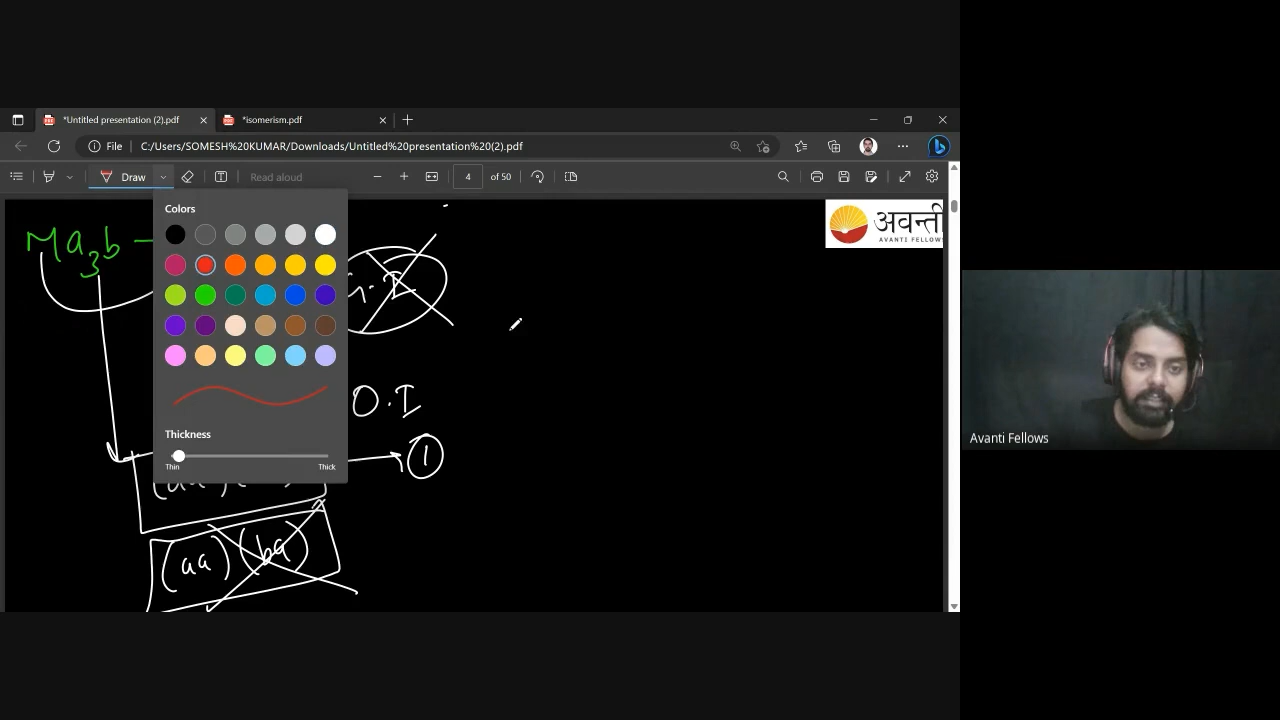 *Untitled presentation (2).pdf
*isomerism.pdf
File
C:/Users/SOMESH%20KUMAR/Downloads/Untitled%20presentation%20(2).pdf
Draw
Read aloud
4
of 50
Colors
अवन्ती
AVANTI FELLOWS
Ma3b
G.I
O.I
Thickness
Thin
Thick
1
(aa)
(aa) (ba)
Avanti Fellows